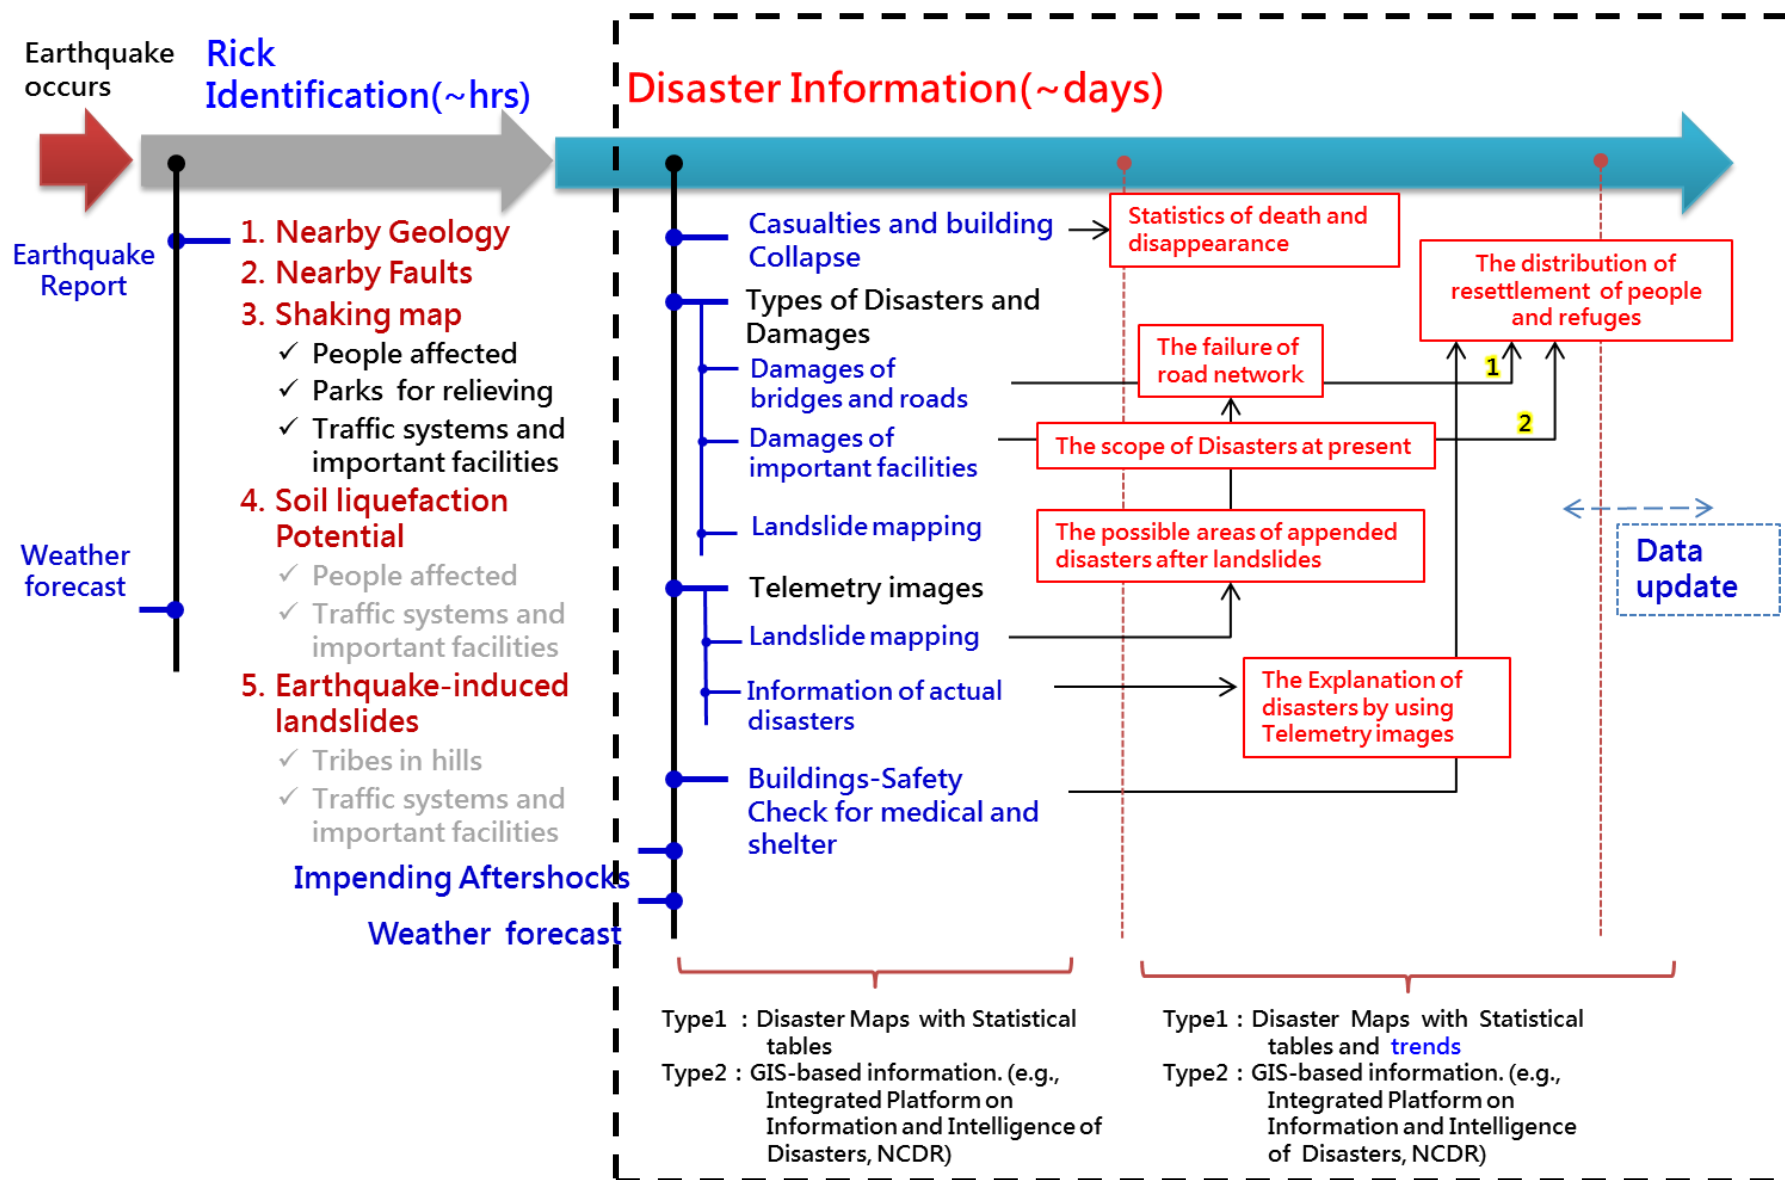 Earthquake
occurs
Rick
Identification(~hrs)
Disaster Information(~days)
Earthquake
Report
Weather
forecast
1. Nearby Geology
2. Nearby Faults
3. Shaking map
✓ People affected
✓ Parks for relieving
✓ Traffic systems and
important facilities
4. Soil liquefaction
Potential
✓ People affected
✓ Traffic systems and
important facilities
5. Earthquake-induced
landslides
✓ Tribes in hills
✓ Traffic systems and
important facilities
Impending Aftershocks
Weather forecast
Casualties and building
Collapse
Types of Disasters and
Damages
Damages of
bridges and roads
Damages of
important facilities
Landslide mapping
Telemetry images
Landslide mapping
Information of actual
disasters
Buildings-Safety
Check for medical and
shelter
Statistics of death and
disappearance
The distribution of
resettlement of people
and refuges
The failure of
road network
1
The scope of Disasters at present
2
The possible areas of appended
disasters after landslides
The Explanation of
disasters by using
Telemetry images
Data
update
Type1 : Disaster Maps with Statistical
tables
Type2 : GIS-based information. (e.g.,
Integrated Platform on
Information and Intelligence of
Disasters, NCDR)
Type1 : Disaster Maps with Statistical
tables and trends
Type2 : GIS-based information. (e.g.,
Integrated Platform on
Information and Intelligence
of Disasters, NCDR)